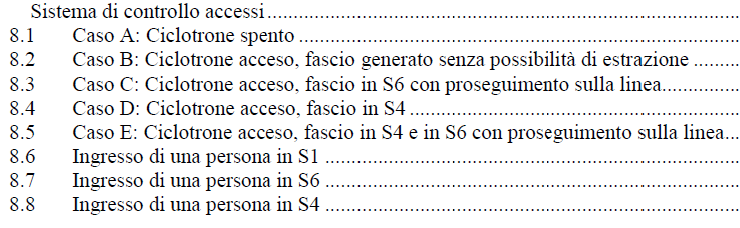 Sistema di controllo accessi........................................................................................................
8.1 Caso A: Ciclotrone spento ....................................................................................
8.2 Caso B: Ciclotrone acceso, fascio generato senza possibilità di estrazione .........
8.3 Caso C: Ciclotrone acceso, fascio in S6 con proseguimento sulla linea...............
8.4 Caso D: Ciclotrone acceso, fascio in S4 ...............................................................
8.5 Caso E: Ciclotrone acceso, fascio in S4 e in S6 con proseguimento sulla linea...
8.6 Ingresso di una persona in S1 ...............................................................................
8.7 Ingresso di una persona in S6 ...............................................................................
8.8 Ingresso di una persona in S4 ...............................................................................